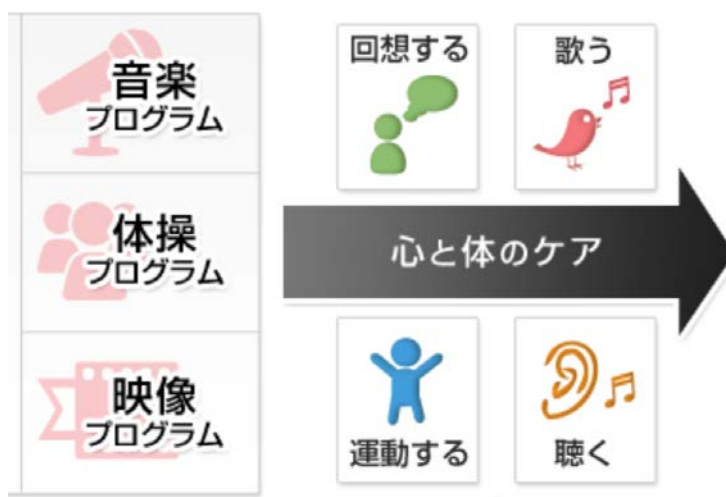 音楽
プログラム
体操
プログラム
映像
プログラム
回想する
歌う
心と体のケア
運動する
聴く